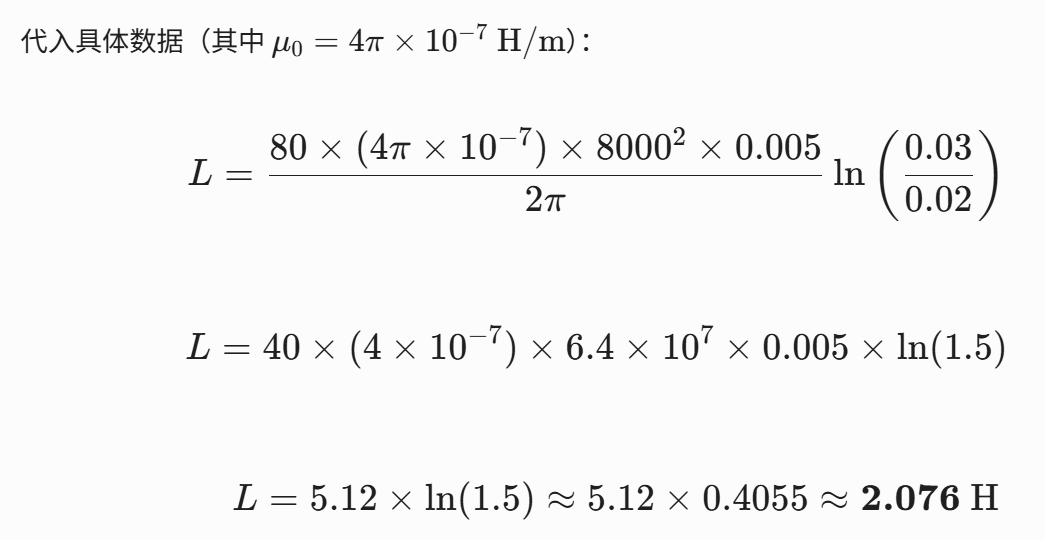 代入具体数据（其中 μ₀ = 4π × 10⁻⁷ H/m）：
L = \frac{80 × (4π × 10⁻⁷) × 8000² × 0.005}{2π} ln(\frac{0.03}{0.02})
L = 40 × (4 × 10⁻⁷) × 6.4 × 10⁷ × 0.005 × ln(1.5)
L = 5.12 × ln(1.5) ≈ 5.12 × 0.4055 ≈ 2.076 H